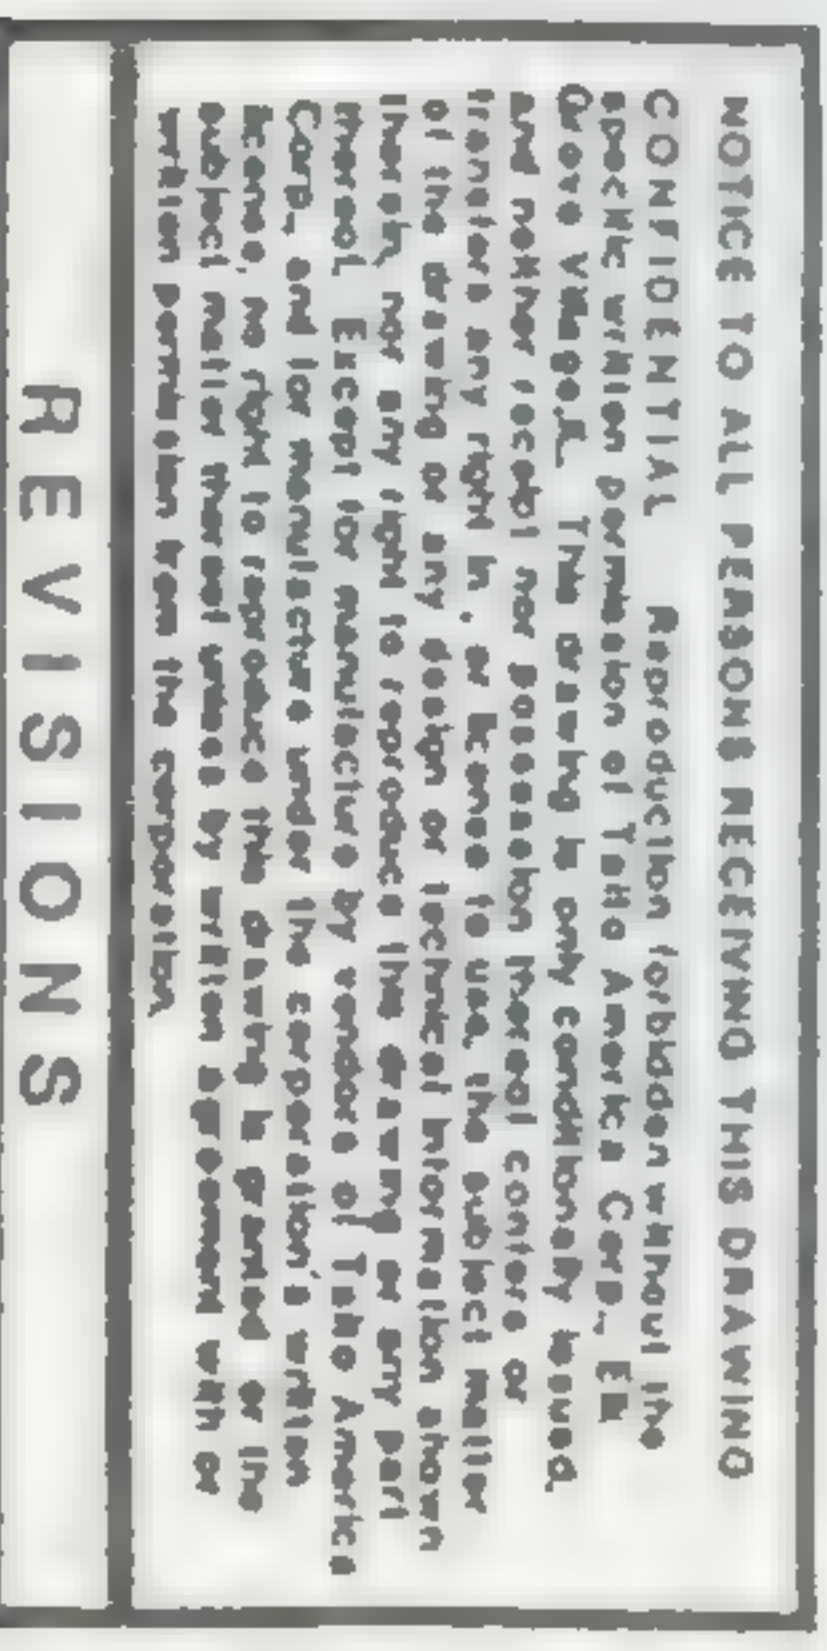 NOTICE TO ALL PERSONS RECEIVING THIS DRAWING
CONFIDENTIAL Reproduction forbidden without the
specific written permission of Taito America Corp., Elk
Grove Village, IL. This drawing is only conditionally issued,
and neither receipt nor possession thereof confers or
transfers any right in, or license to use, the subject matter
of the drawing or any design or technical information shown
therein, nor any right to reproduce this drawing or any part
thereof. Except for manufacture by vendors of Taito America
Corp., and for manufacture under the corporation's written
license, no right to reproduce this drawing is granted or the
subject matter thereof unless by written agreement with or
written permission from the corporation.
REVISIONS